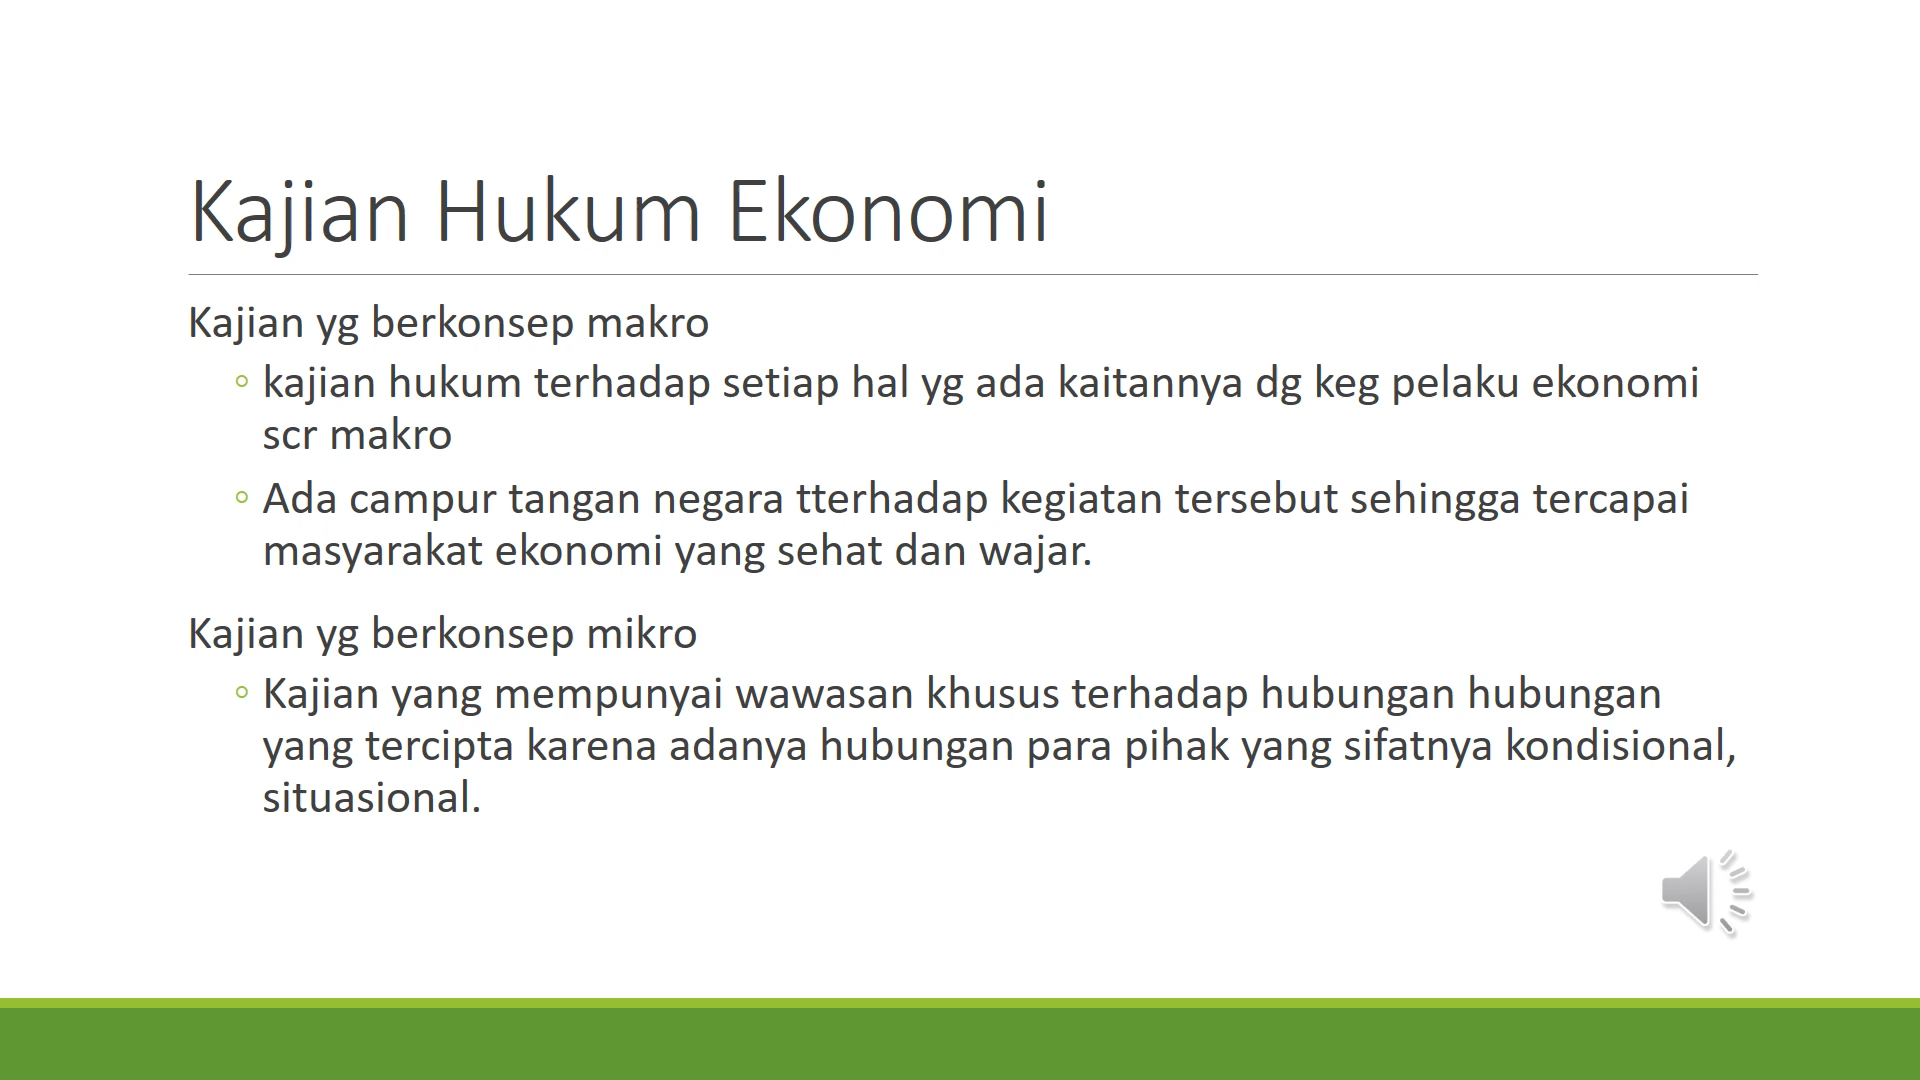 Kajian Hukum Ekonomi
Kajian yg berkonsep makro
◦ kajian hukum terhadap setiap hal yg ada kaitannya dg keg pelaku ekonomi
scr makro
◦ Ada campur tangan negara tterhadap kegiatan tersebut sehingga tercapai
masyarakat ekonomi yang sehat dan wajar.
Kajian yg berkonsep mikro
◦ Kajian yang mempunyai wawasan khusus terhadap hubungan hubungan
yang tercipta karena adanya hubungan para pihak yang sifatnya kondisional,
situasional.